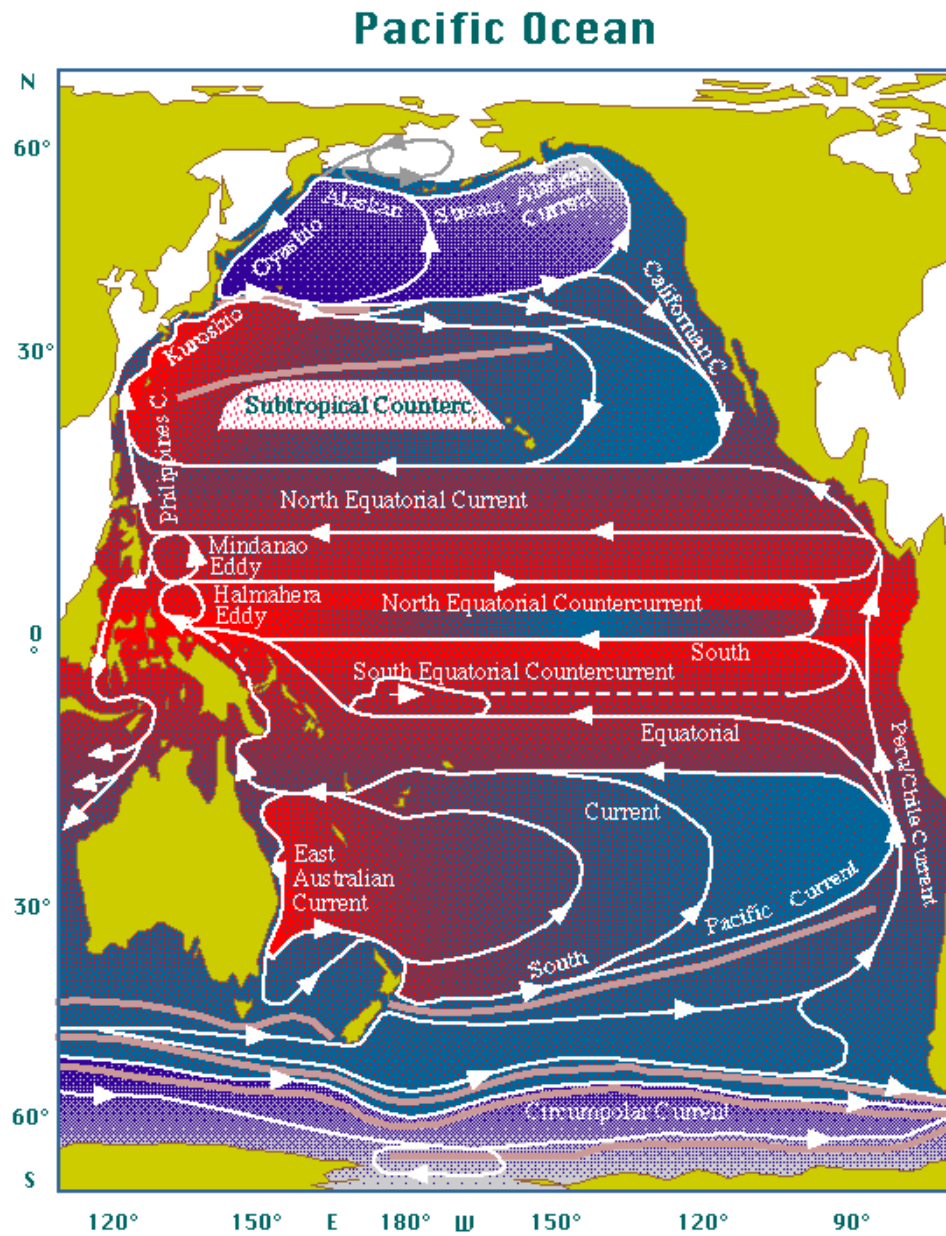 Pacific Ocean
N
60°
30°
0
°
30°
60°
S
Alaskan
Stream
Alaskan
Current
Oyashio
Californian C.
Kuroshio
Subtropical Counterc.
Philippines C.
North Equatorial Current
Mindanao
Eddy
Halmahera
Eddy
North Equatorial Countercurrent
South
South Equatorial Countercurrent
Equatorial
Peru/Chile Current
Current
East
Australian
Current
South
Pacific Current
Circumpolar Current
120°
150°
E
180°
W
150°
120°
90°